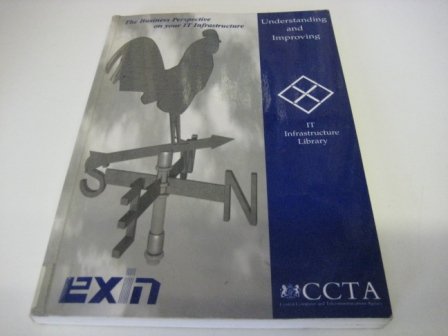 The Business Perspective
on your IT Infrastructure
Understanding
and
Improving
IT
Infrastructure
Library
S N
EXIN
CCTA
Central Computer and Telecommunications Agency